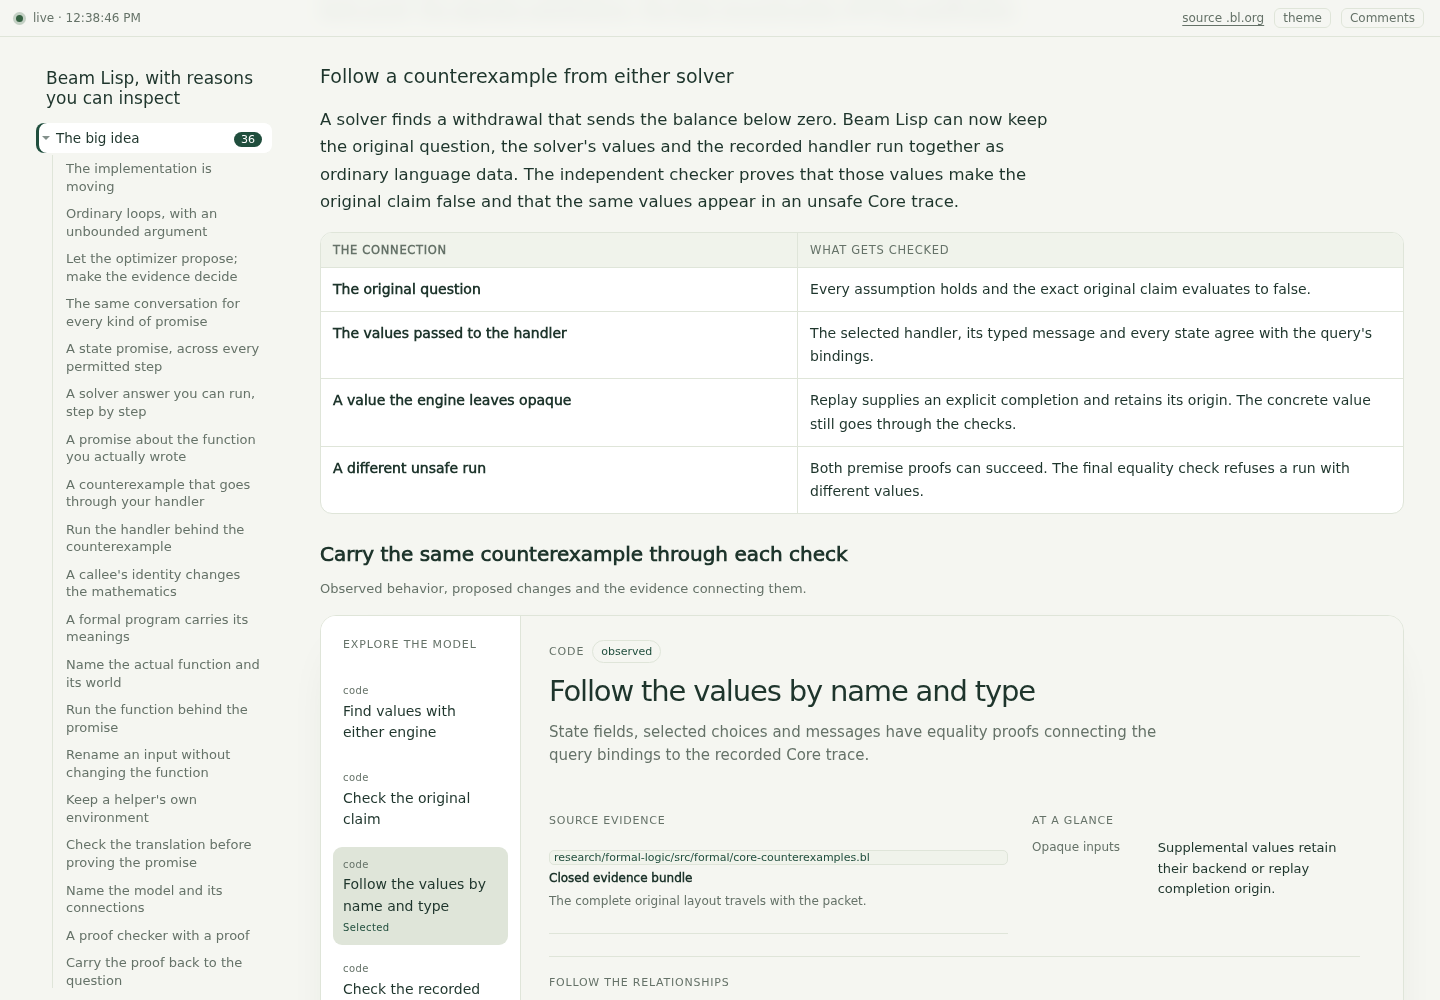 live · 12:38:46 PM
source .bl.org
theme
Comments
Beam Lisp, with reasons
you can inspect
The big idea
36
The implementation is
moving
Ordinary loops, with an
unbounded argument
Let the optimizer propose;
make the evidence decide
The same conversation for
every kind of promise
A state promise, across every
permitted step
A solver answer you can run,
step by step
A promise about the function
you actually wrote
A counterexample that goes
through your handler
Run the handler behind the
counterexample
A callee's identity changes
the mathematics
A formal program carries its
meanings
Name the actual function and
its world
Run the function behind the
promise
Rename an input without
changing the function
Keep a helper's own
environment
Check the translation before
proving the promise
Name the model and its
connections
A proof checker with a proof
Carry the proof back to the
question
Follow a counterexample from either solver
A solver finds a withdrawal that sends the balance below zero. Beam Lisp can now keep
the original question, the solver's values and the recorded handler run together as
ordinary language data. The independent checker proves that those values make the
original claim false and that the same values appear in an unsafe Core trace.
THE CONNECTION
WHAT GETS CHECKED
The original question
Every assumption holds and the exact original claim evaluates to false.
The values passed to the handler
The selected handler, its typed message and every state agree with the query's
bindings.
A value the engine leaves opaque
Replay supplies an explicit completion and retains its origin. The concrete value
still goes through the checks.
A different unsafe run
Both premise proofs can succeed. The final equality check refuses a run with
different values.
Carry the same counterexample through each check
Observed behavior, proposed changes and the evidence connecting them.
EXPLORE THE MODEL
code
Find values with
either engine
code
Check the original
claim
code
Follow the values by
name and type
Selected
code
Check the recorded
CODE
observed
Follow the values by name and type
State fields, selected choices and messages have equality proofs connecting the
query bindings to the recorded Core trace.
SOURCE EVIDENCE
research/formal-logic/src/formal/core-counterexamples.bl
Closed evidence bundle
The complete original layout travels with the packet.
AT A GLANCE
Opaque inputs
Supplemental values retain
their backend or replay
completion origin.
FOLLOW THE RELATIONSHIPS